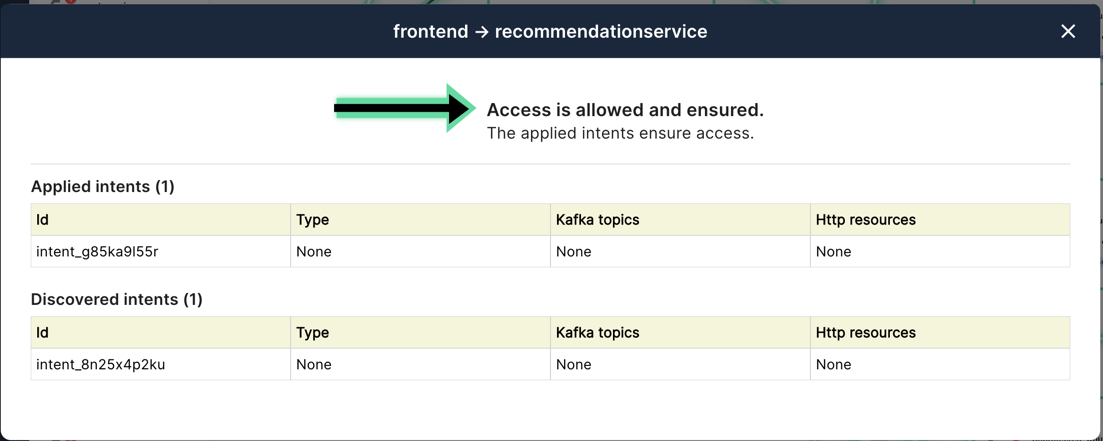 frontend → recommendationservice
Access is allowed and ensured.
The applied intents ensure access.
Applied intents (1)
Id Type Kafka topics Http resources
intent_g85ka9l55r None None None
Discovered intents (1)
Id Type Kafka topics Http resources
intent_8n25x4p2ku None None None